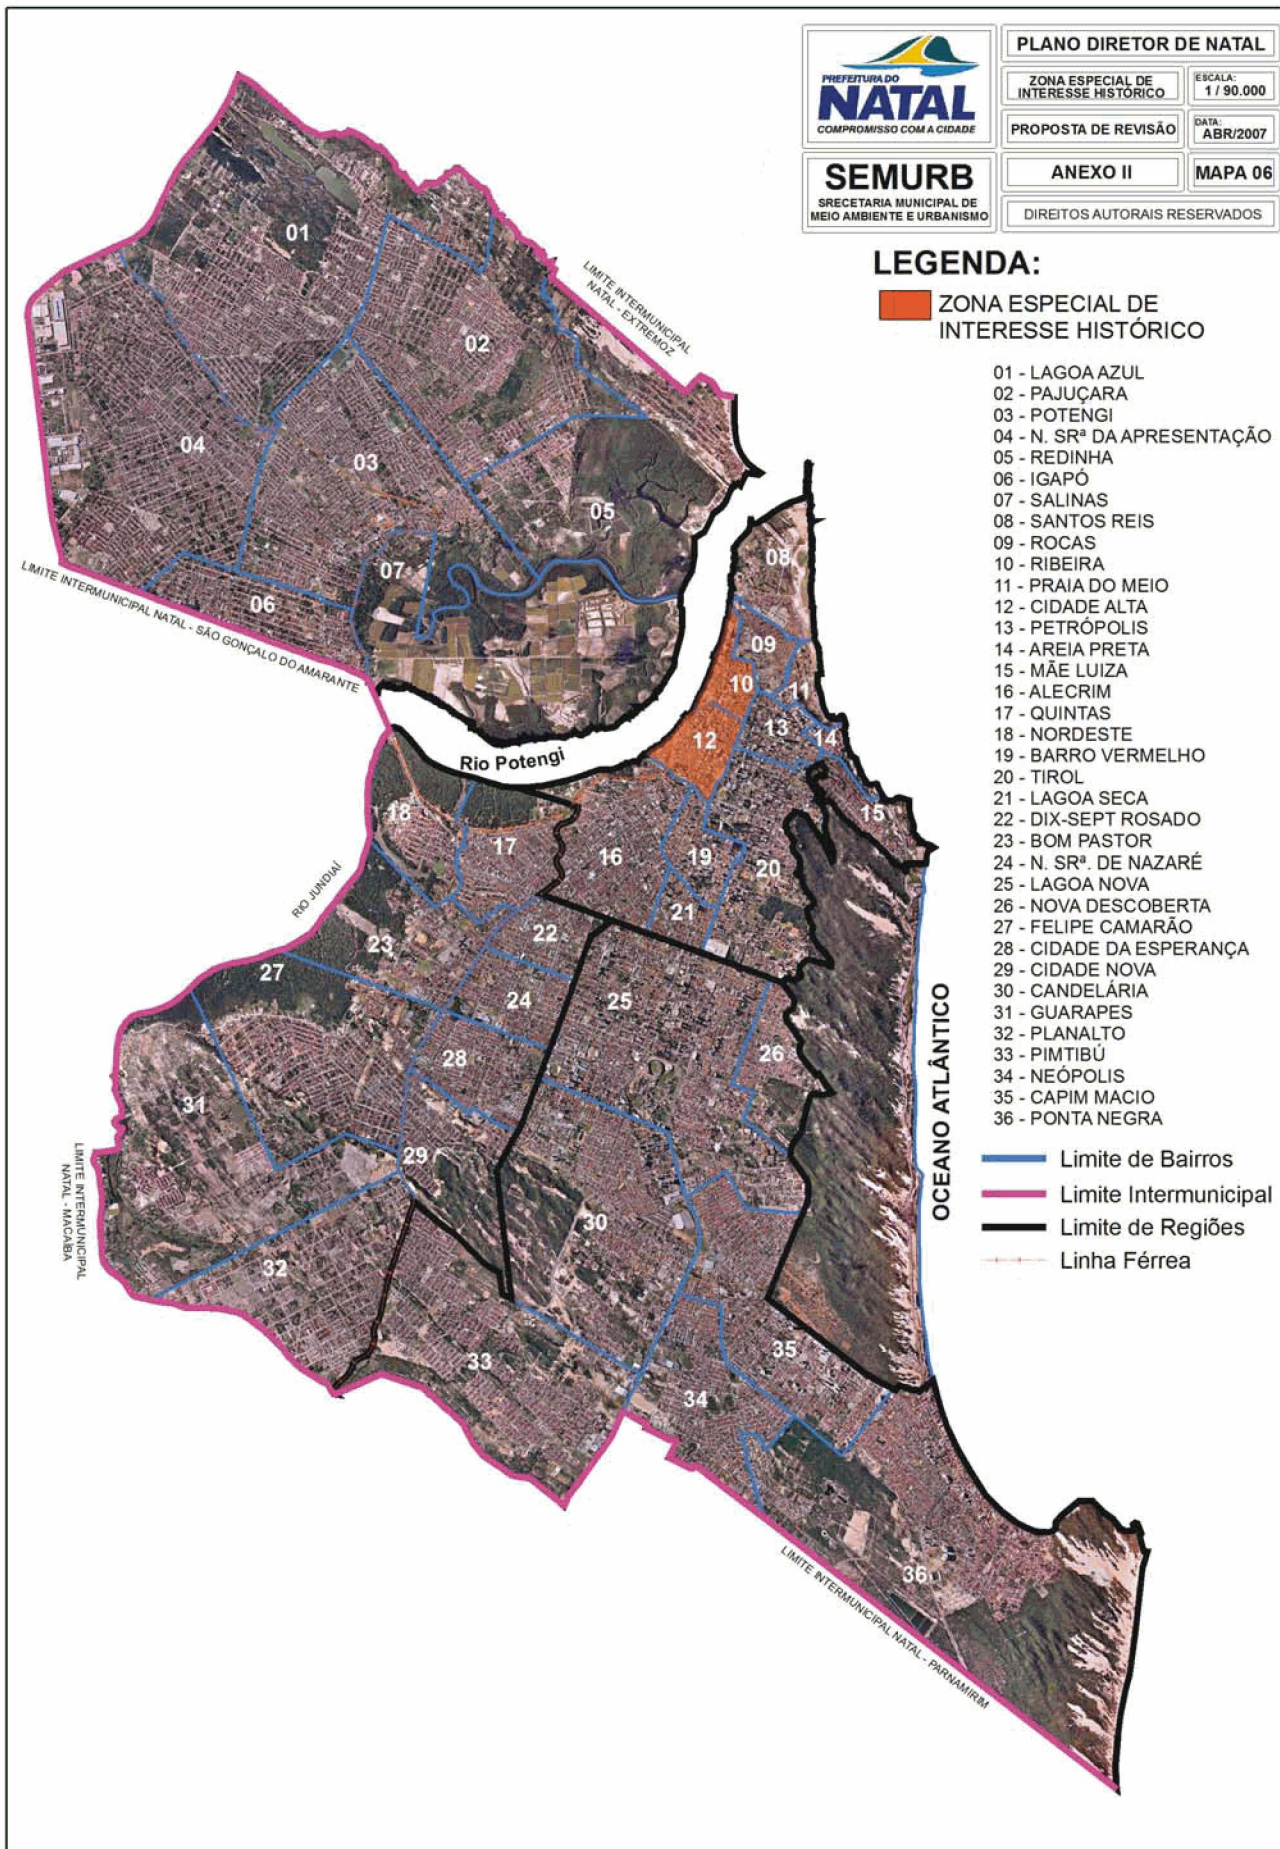 PREFEITURA DO
NATAL
COMPROMISSO COM A CIDADE
SEMURB
SRECETARIA MUNICIPAL DE
MEIO AMBIENTE E URBANISMO
PLANO DIRETOR DE NATAL
ZONA ESPECIAL DE
INTERESSE HISTÓRICO
ESCALA:
1 / 90.000
PROPOSTA DE REVISÃO
DATA:
ABR/2007
ANEXO II
MAPA 06
DIREITOS AUTORAIS RESERVADOS
LEGENDA:
ZONA ESPECIAL DE
INTERESSE HISTÓRICO
01 - LAGOA AZUL
02 - PAJUÇARA
03 - POTENGI
04 - N. SRª DA APRESENTAÇÃO
05 - REDINHA
06 - IGAPÓ
07 - SALINAS
08 - SANTOS REIS
09 - ROCAS
10 - RIBEIRA
11 - PRAIA DO MEIO
12 - CIDADE ALTA
13 - PETRÓPOLIS
14 - AREIA PRETA
15 - MÃE LUIZA
16 - ALECRIM
17 - QUINTAS
18 - NORDESTE
19 - BARRO VERMELHO
20 - TIROL
21 - LAGOA SECA
22 - DIX-SEPT ROSADO
23 - BOM PASTOR
24 - N. SRª. DE NAZARÉ
25 - LAGOA NOVA
26 - NOVA DESCOBERTA
27 - FELIPE CAMARÃO
28 - CIDADE DA ESPERANÇA
29 - CIDADE NOVA
30 - CANDELÁRIA
31 - GUARAPES
32 - PLANALTO
33 - PIMTIBÚ
34 - NEÓPOLIS
35 - CAPIM MACIO
36 - PONTA NEGRA
Limite de Bairros
Limite Intermunicipal
Limite de Regiões
Linha Férrea
01
LIMITE INTERMUNICIPAL
NATAL - EXTREMOZ
02
04
03
05
07
06
LIMITE INTERMUNICIPAL NATAL - SÃO GONÇALO DO AMARANTE
08
09
10
11
13
12
14
Rio Potengi
15
18
17
16
19
20
RIO JUNDIAÍ
21
22
23
27
24
25
28
26
OCEANO ATLÂNTICO
31
29
LIMITE INTERMUNICIPAL
NATAL - MACAÍBA
30
32
33
35
34
36
LIMITE INTERMUNICIPAL NATAL - PARNAMIRIM